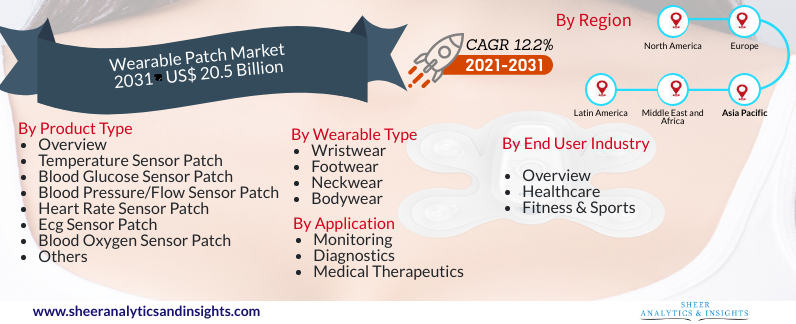 Wearable Patch Market
2031 US$ 20.5 Billion
CAGR 12.2%
2021-2031
By Region
North America
Europe
Latin America
Middle East and
Africa
Asia Pacific
By Product Type
• Overview
• Temperature Sensor Patch
• Blood Glucose Sensor Patch
• Blood Pressure/Flow Sensor Patch
• Heart Rate Sensor Patch
• Ecg Sensor Patch
• Blood Oxygen Sensor Patch
• Others
By Wearable Type
• Wristwear
• Footwear
• Neckwear
• Bodywear
By Application
• Monitoring
• Diagnostics
• Medical Therapeutics
By End User Industry
• Overview
• Healthcare
• Fitness & Sports
www.sheeranalyticsandinsights.com
SHEER
ANALYTICS & INSIGHTS